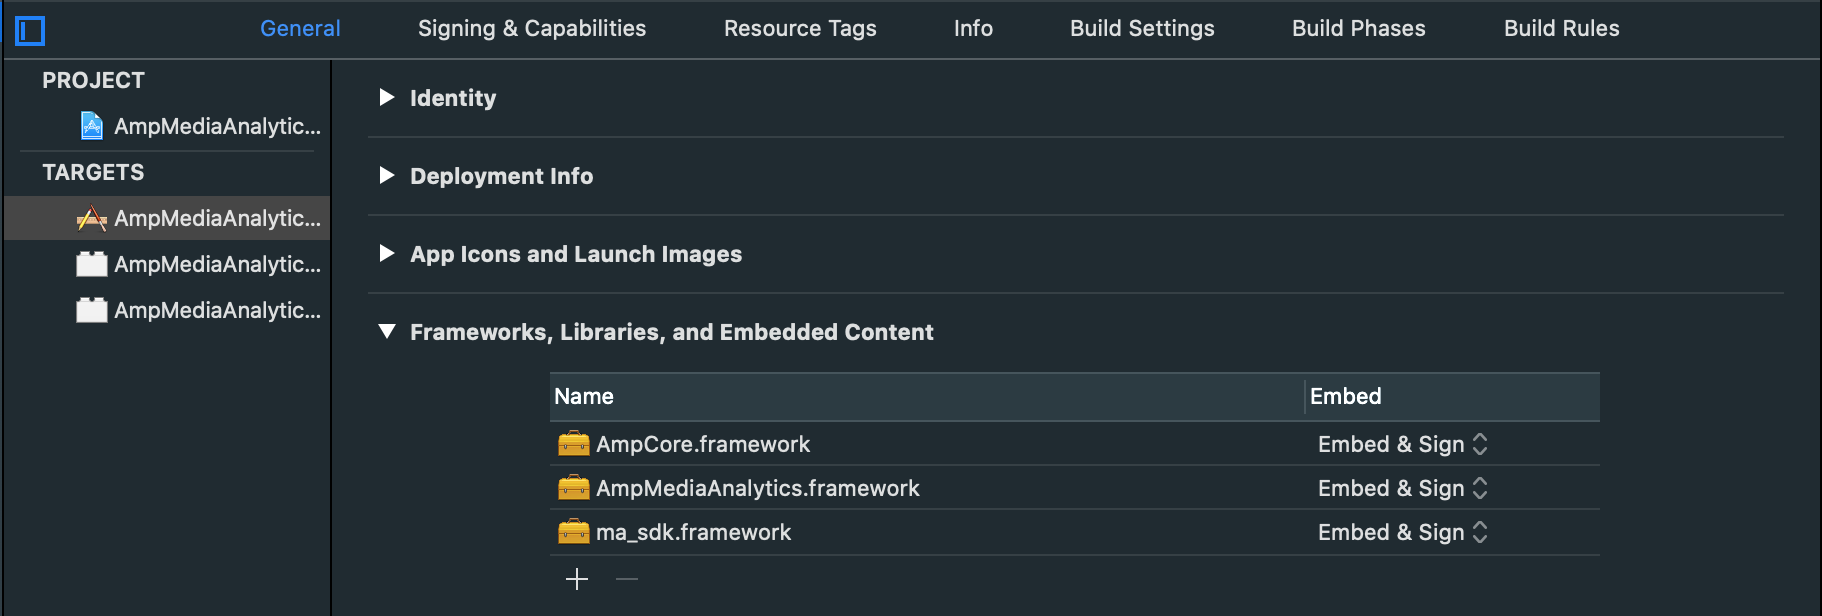 General Signing & Capabilities Resource Tags Info Build Settings Build Phases Build Rules
PROJECT
AmpMediaAnalytic...
TARGETS
AmpMediaAnalytic...
AmpMediaAnalytic...
AmpMediaAnalytic...
Identity
Deployment Info
App Icons and Launch Images
Frameworks, Libraries, and Embedded Content
Name Embed
AmpCore.framework Embed & Sign
AmpMediaAnalytics.framework Embed & Sign
ma_sdk.framework Embed & Sign